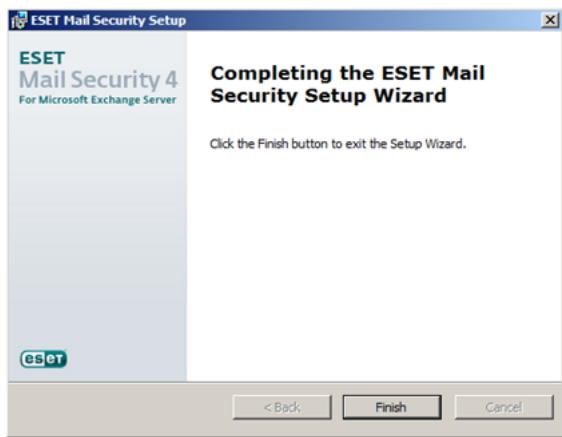 ESET Mail Security Setup
ESET
Mail Security 4
For Microsoft Exchange Server
Completing the ESET Mail
Security Setup Wizard
Click the Finish button to exit the Setup Wizard.
eseT
< Back
Finish
Cancel